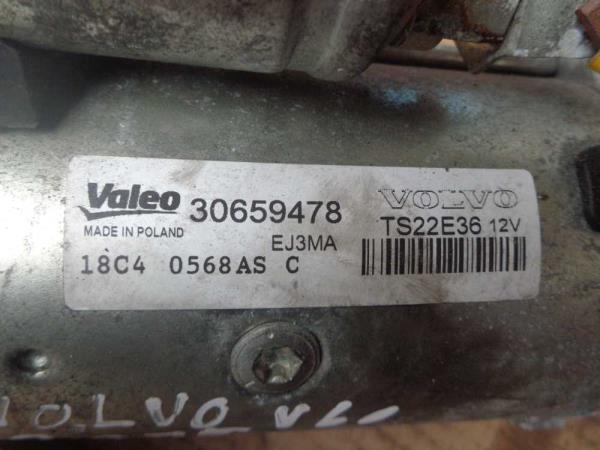 Valeo 30659478 VOLVO
MADE IN POLAND EJ3MA TS22E36 12V
18C4 0568AS C
VOLVO